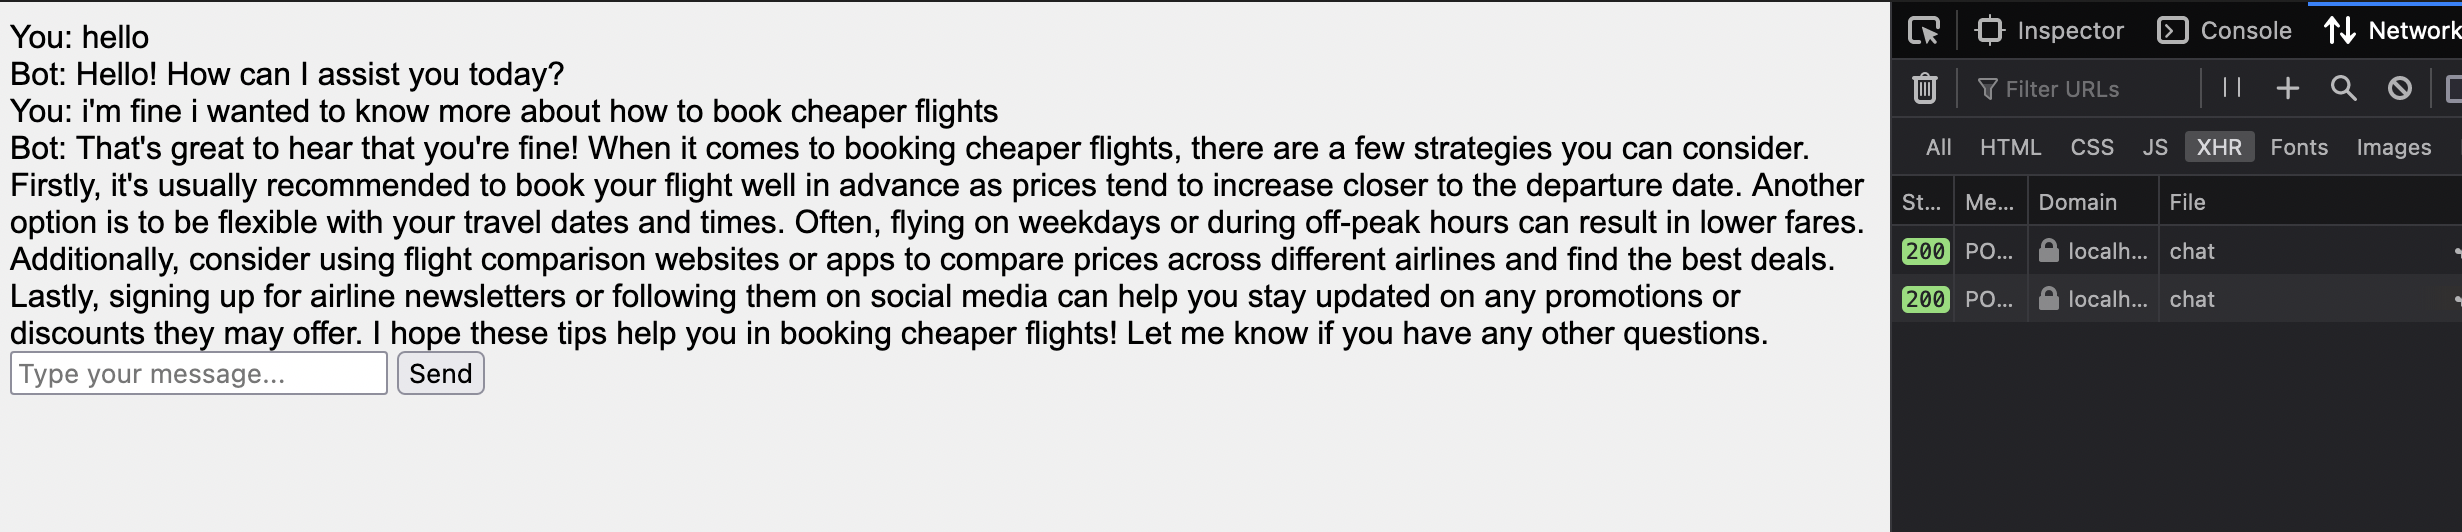 You: hello
Bot: Hello! How can I assist you today?
You: i'm fine i wanted to know more about how to book cheaper flights
Bot: That's great to hear that you're fine! When it comes to booking cheaper flights, there are a few strategies you can consider.
Firstly, it's usually recommended to book your flight well in advance as prices tend to increase closer to the departure date. Another
option is to be flexible with your travel dates and times. Often, flying on weekdays or during off-peak hours can result in lower fares.
Additionally, consider using flight comparison websites or apps to compare prices across different airlines and find the best deals.
Lastly, signing up for airline newsletters or following them on social media can help you stay updated on any promotions or
discounts they may offer. I hope these tips help you in booking cheaper flights! Let me know if you have any other questions.
Type your message... Send
Inspector Console Network
Filter URLs
All HTML CSS JS XHR Fonts Images
St... Me... Domain File
200 PO... localh... chat
200 PO... localh... chat